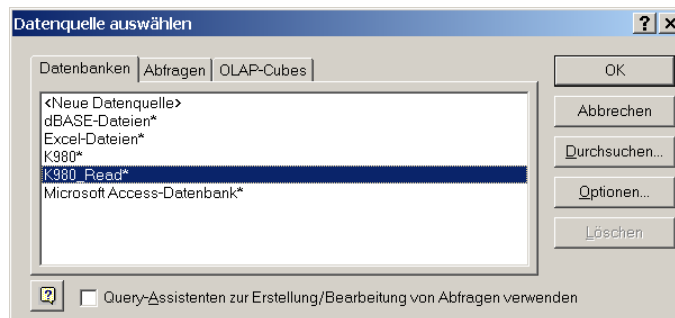 Datenquelle auswählen
Datenbanken Abfragen OLAP-Cubes
<Neue Datenquelle>
dBASE-Dateien*
Excel-Dateien*
K980*
K980_Read*
Microsoft Access-Datenbank*
OK
Abbrechen
Durchsuchen...
Optionen...
Löschen
Query-Assistenten zur Erstellung/Bearbeitung von Abfragen verwenden